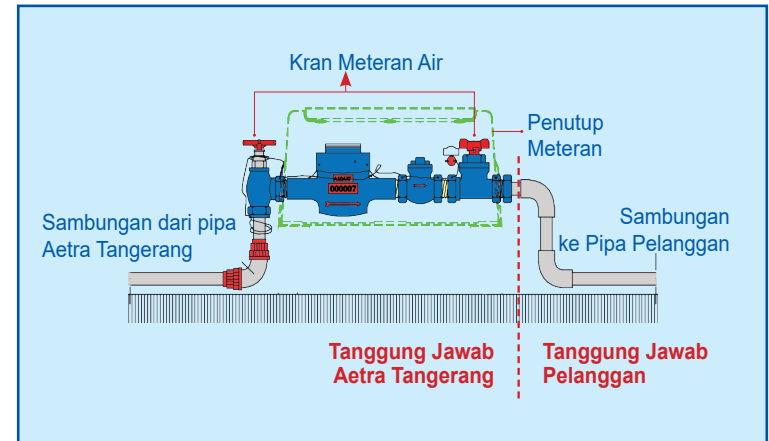 Kran Meteran Air
Penutup
Meteran
000007
Sambungan dari pipa
Aetra Tangerang
Sambungan
ke Pipa Pelanggan
Tanggung Jawab
Aetra Tangerang
Tanggung Jawab
Pelanggan